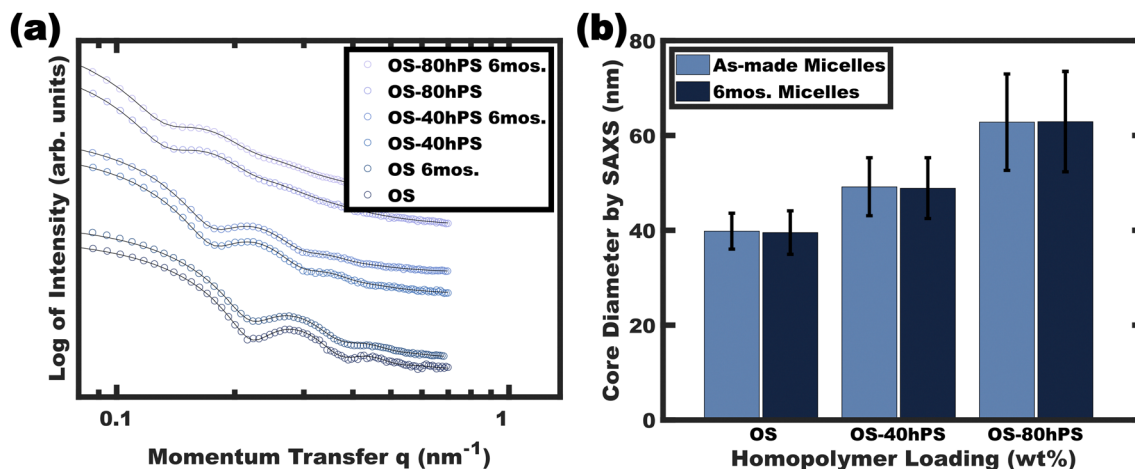 (a)
Log of Intensity (arb. units)
OS-80hPS 6mos.
OS-80hPS
OS-40hPS 6mos.
OS-40hPS
OS 6mos.
OS
0.1
1
Momentum Transfer q (nm⁻¹)
(b)
Core Diameter by SAXS (nm)
80
60
40
20
0
As-made Micelles
6mos. Micelles
OS OS-40hPS OS-80hPS
Homopolymer Loading (wt%)